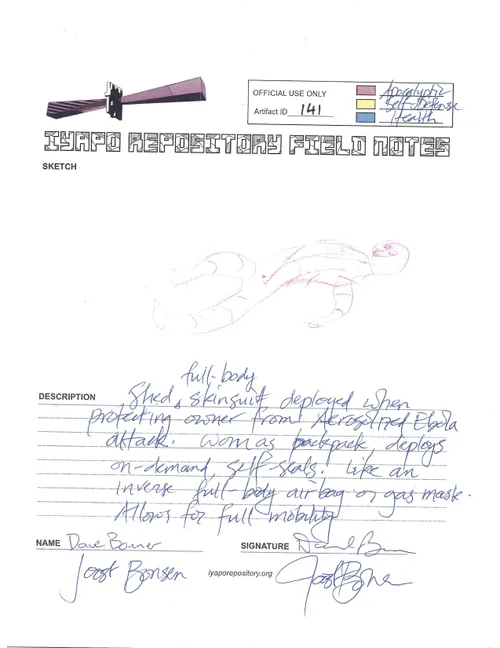 OFFICIAL USE ONLY
Artifact ID 141
Apocalyptic
Self-Defense
Health
IYAPO REPOSITORY FIELD NOTES
SKETCH
full-body
DESCRIPTION Shed, skinsuit deployed when
protecting owner from Aerosolized Ebola
attack. Worn as backpack, deploys
on-demand, self-seals. Like an
inverse full-body airbag or gas mask.
Allows for full mobility
NAME Dave Bonner SIGNATURE
Joost Bonsen iyaporepository.org